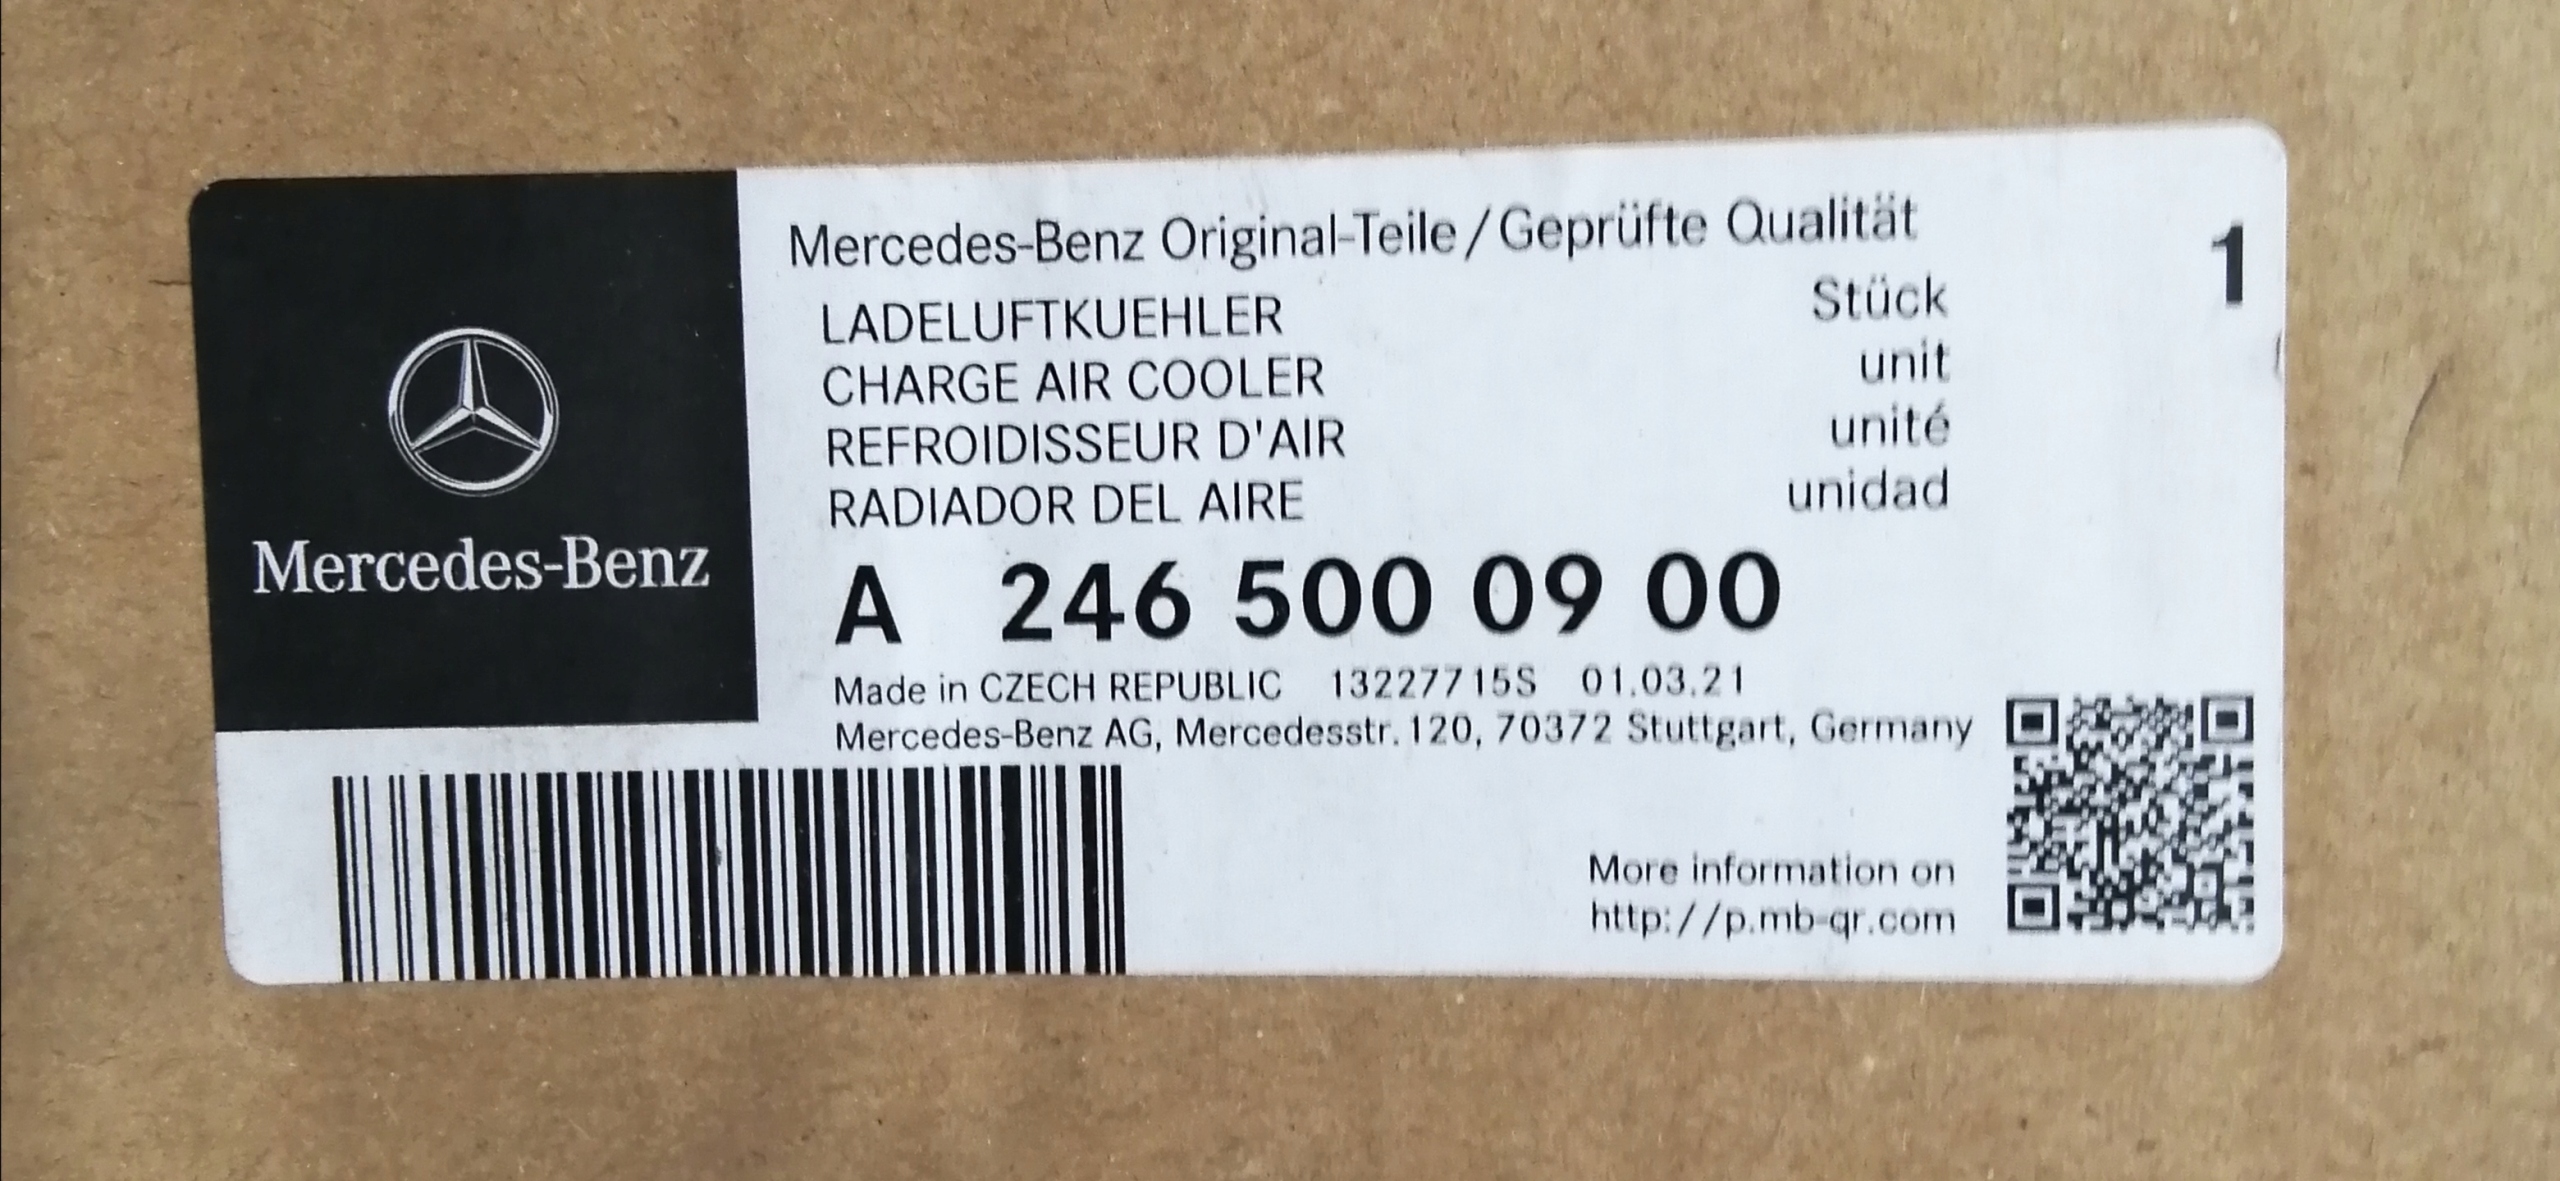 Mercedes-Benz
Mercedes-Benz Original-Teile/Geprüfte Qualität
LADELUFTKUEHLER Stück 1
CHARGE AIR COOLER unit
REFROIDISSEUR D'AIR unité
RADIADOR DEL AIRE unidad
A 246 500 09 00
Made in CZECH REPUBLIC 13227715S 01.03.21
Mercedes-Benz AG, Mercedesstr. 120, 70372 Stuttgart, Germany
More information on
http://p.mb-qr.com